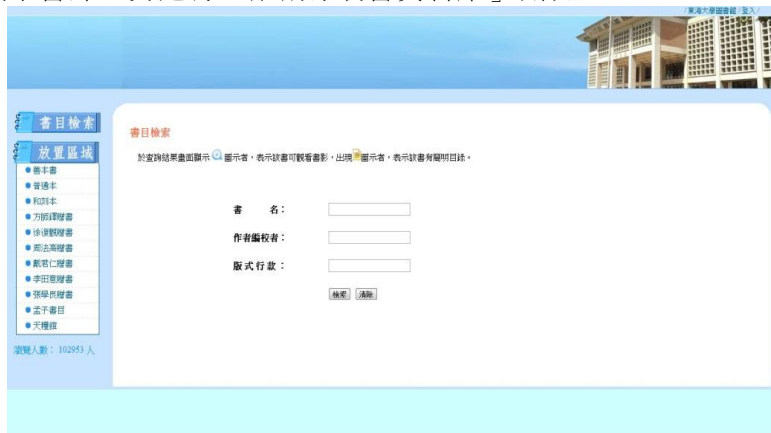 / 東海大學圖書館 / 登入 /
書目檢索
放置區域
善本書
普通本
和刻本
方師鐸贈書
徐復觀贈書
周法高贈書
戴君仁贈書
李田意贈書
張學良贈書
孟子書目
天糧館
瀏覽人數： 102953 人
書目檢索
於查詢結果畫面顯示 圖示者，表示該書可觀看書影，出現 圖示者，表示該書有簡明目錄。
書 名：
作者編校者：
版式行款：
檢索 清除